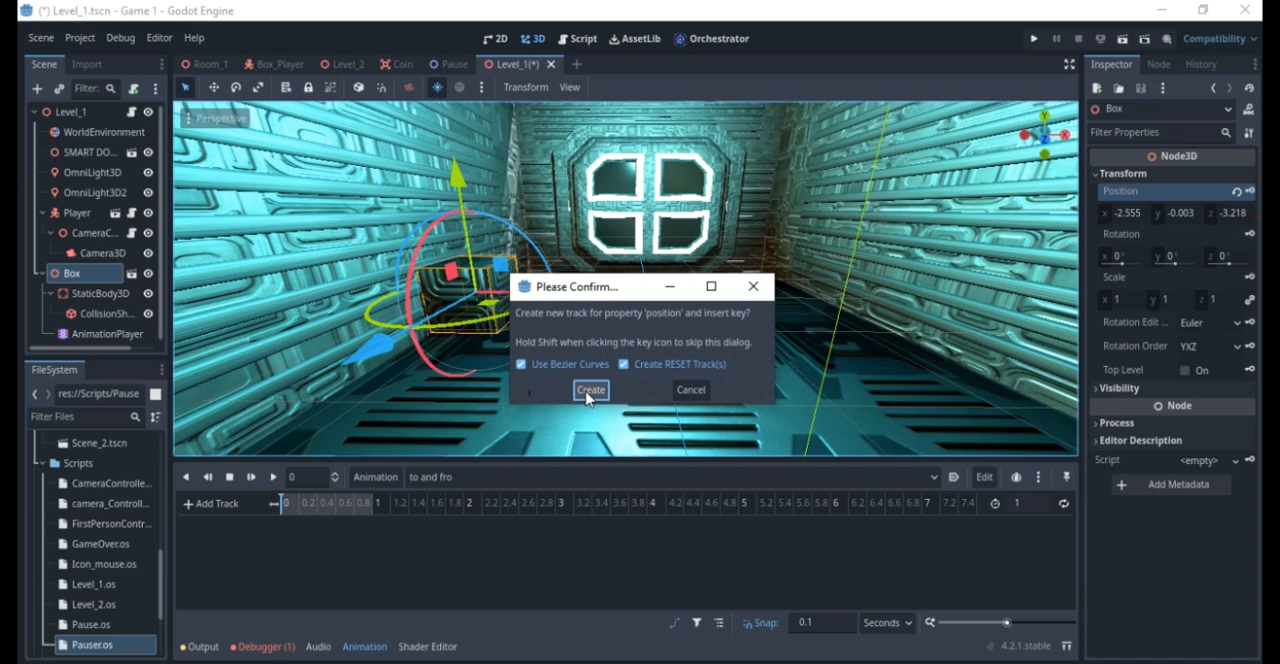 (*) Level_1.tscn - Game 1 - Godot Engine
Scene Project Debug Editor Help
2D 3D Script AssetLib Orchestrator
Compatibility
Scene Import
Room_1 Box_Player Level_2 Coin Pause Level_1(*)
Inspector Node History
Filter:
Transform View
Perspective
Level_1
WorldEnvironment
SMART DO...
OmniLight3D
OmniLight3D2
Player
CameraC...
Camera3D
Box
StaticBody3D
CollisionSh...
AnimationPlayer
Please Confirm...
Create new track for property 'position' and insert key?
Hold Shift when clicking the key icon to skip this dialog.
Use Bezier Curves Create RESET Track(s)
Create Cancel
Box
Filter Properties
Node3D
Transform
Position
x -2.555 y -0.003 z -3.218
Rotation
x 0° y 0° z 0°
Scale
x 1 y 1 z 1
Rotation Edit ... Euler
Rotation Order YXZ
Top Level On
Visibility
Node
Process
Editor Description
Script <empty>
Add Metadata
FileSystem
res://Scripts/Pause
Filter Files
Scene_2.tscn
Scripts
CameraControlle...
camera_Controll...
FirstPersonContr...
GameOver.os
Icon_mouse.os
Level_1.os
Level_2.os
Pause.os
Pauser.os
0 Animation to and fro Edit
Add Track 0 0.2 0.4 0.6 0.8 1 1.2 1.4 1.6 1.8 2 2.2 2.4 2.6 2.8 3 3.2 3.4 3.6 3.8 4 4.2 4.4 4.6 4.8 5 5.2 5.4 5.6 5.8 6 6.2 6.4 6.6 6.8 7 7.2 7.4 1
Snap: 0.1 Seconds
Output Debugger (1) Audio Animation Shader Editor 4.2.1.stable